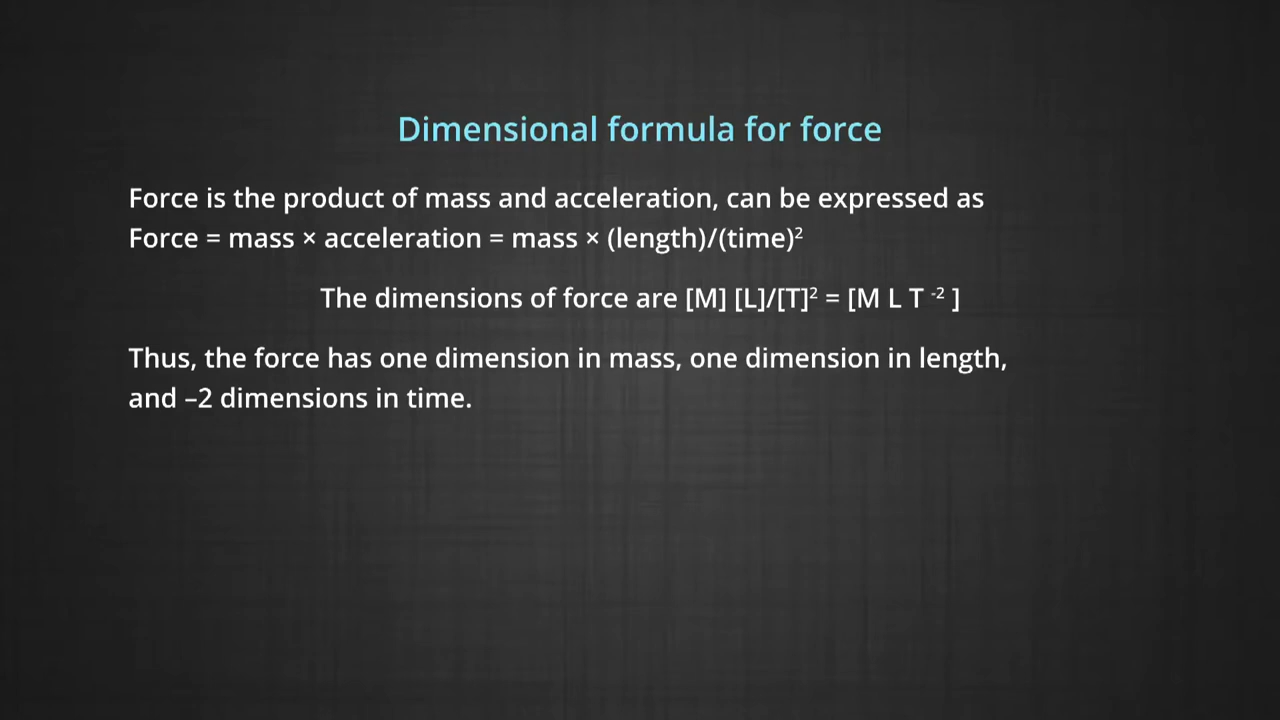 Dimensional formula for force
Force is the product of mass and acceleration, can be expressed as
Force = mass × acceleration = mass × (length)/(time)²
The dimensions of force are [M] [L]/[T]² = [M L T ⁻² ]
Thus, the force has one dimension in mass, one dimension in length,
and –2 dimensions in time.